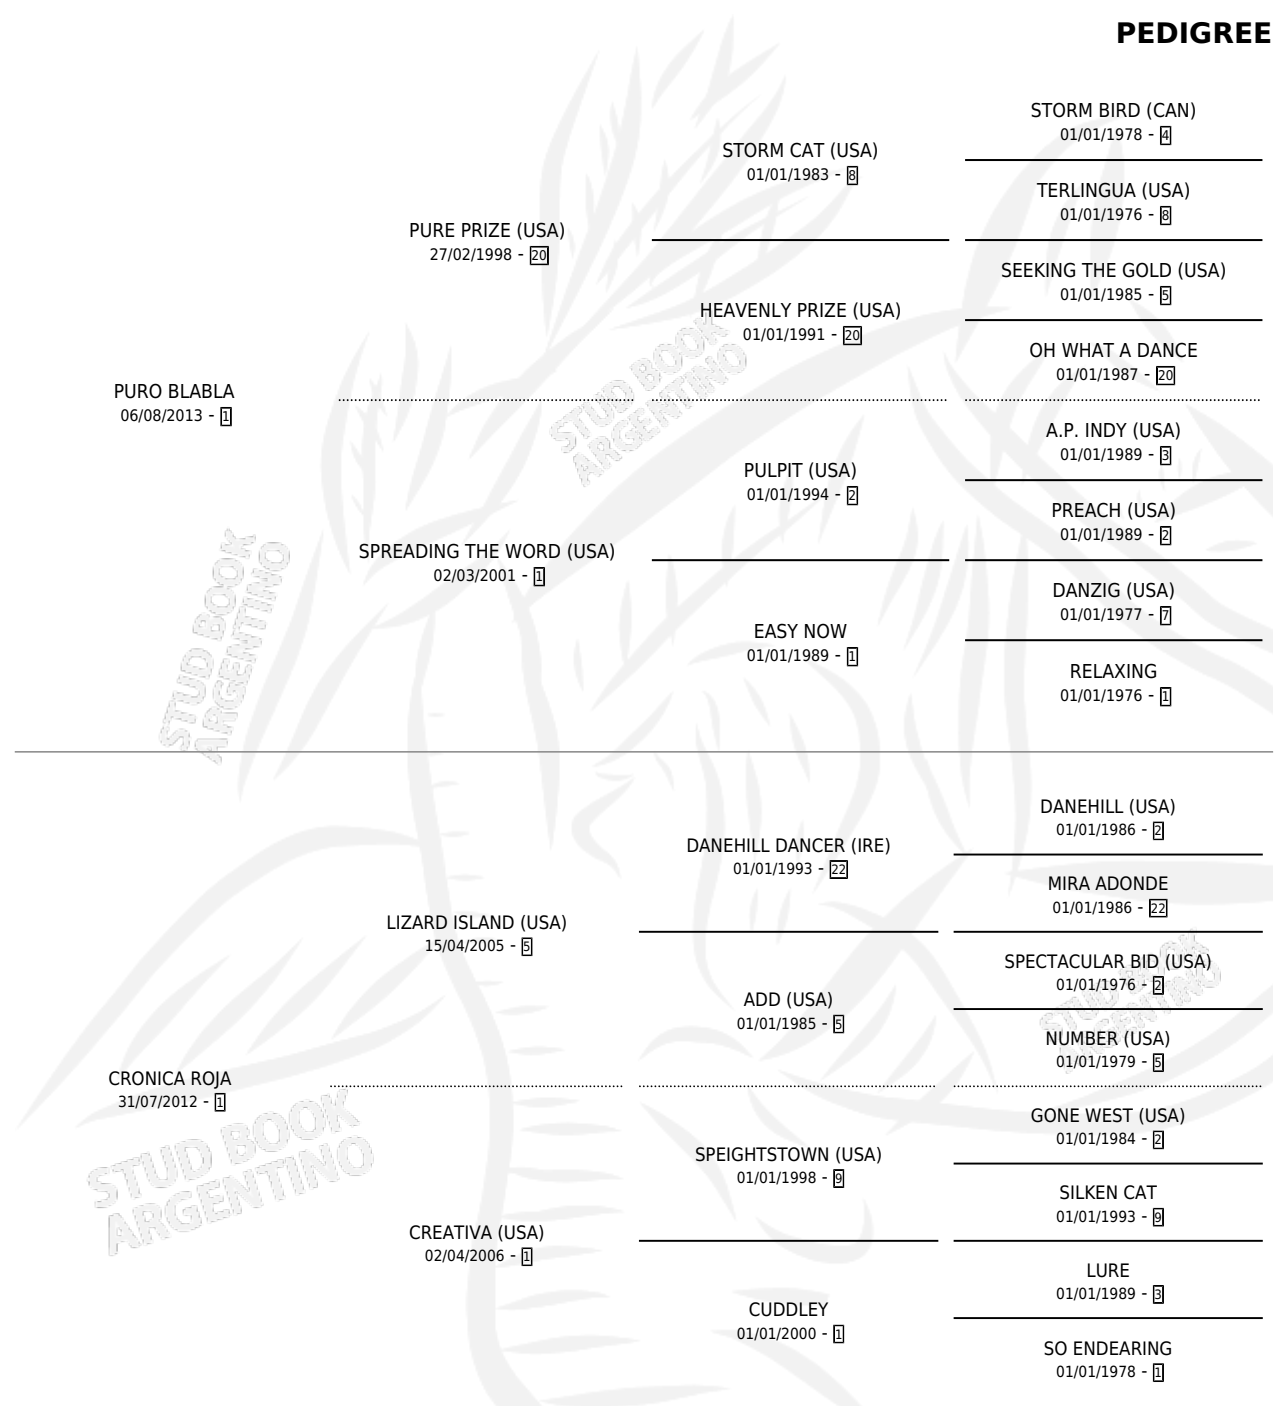 PEDIGREE
STORM BIRD (CAN)
01/01/1978 - 4
STORM CAT (USA)
01/01/1983 - 8
TERLINGUA (USA)
01/01/1976 - 8
PURE PRIZE (USA)
27/02/1998 - 20
SEEKING THE GOLD (USA)
01/01/1985 - 5
HEAVENLY PRIZE (USA)
01/01/1991 - 20
OH WHAT A DANCE
01/01/1987 - 20
PURO BLABLA
06/08/2013 - 1
A.P. INDY (USA)
01/01/1989 - 3
PULPIT (USA)
01/01/1994 - 2
PREACH (USA)
01/01/1989 - 2
SPREADING THE WORD (USA)
02/03/2001 - 1
DANZIG (USA)
01/01/1977 - 7
EASY NOW
01/01/1989 - 1
RELAXING
01/01/1976 - 1
DANEHILL (USA)
01/01/1986 - 2
DANEHILL DANCER (IRE)
01/01/1993 - 22
MIRA ADONDE
01/01/1986 - 22
LIZARD ISLAND (USA)
15/04/2005 - 5
SPECTACULAR BID (USA)
01/01/1976 - 2
ADD (USA)
01/01/1985 - 5
NUMBER (USA)
01/01/1979 - 5
CRONICA ROJA
31/07/2012 - 1
GONE WEST (USA)
01/01/1984 - 2
SPEIGHTSTOWN (USA)
01/01/1998 - 9
SILKEN CAT
01/01/1993 - 9
CREATIVA (USA)
02/04/2006 - 1
LURE
01/01/1989 - 3
CUDDLEY
01/01/2000 - 1
SO ENDEARING
01/01/1978 - 1
STUD BOOK
ARGENTINO
STUD BOOK
ARGENTINO
STUD BOOK
ARGENTINO
STUD BOOK
ARGENTINO